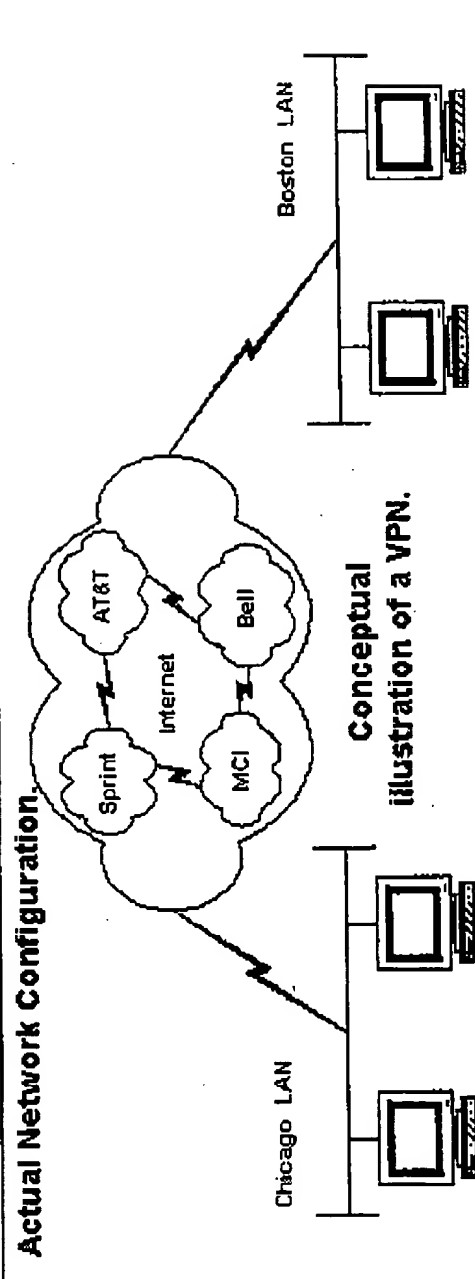 Actual Network Configuration.
Sprint
AT&T
Internet
MCI
Bell
Chicago LAN
Boston LAN
Conceptual
illustration of a VPN.